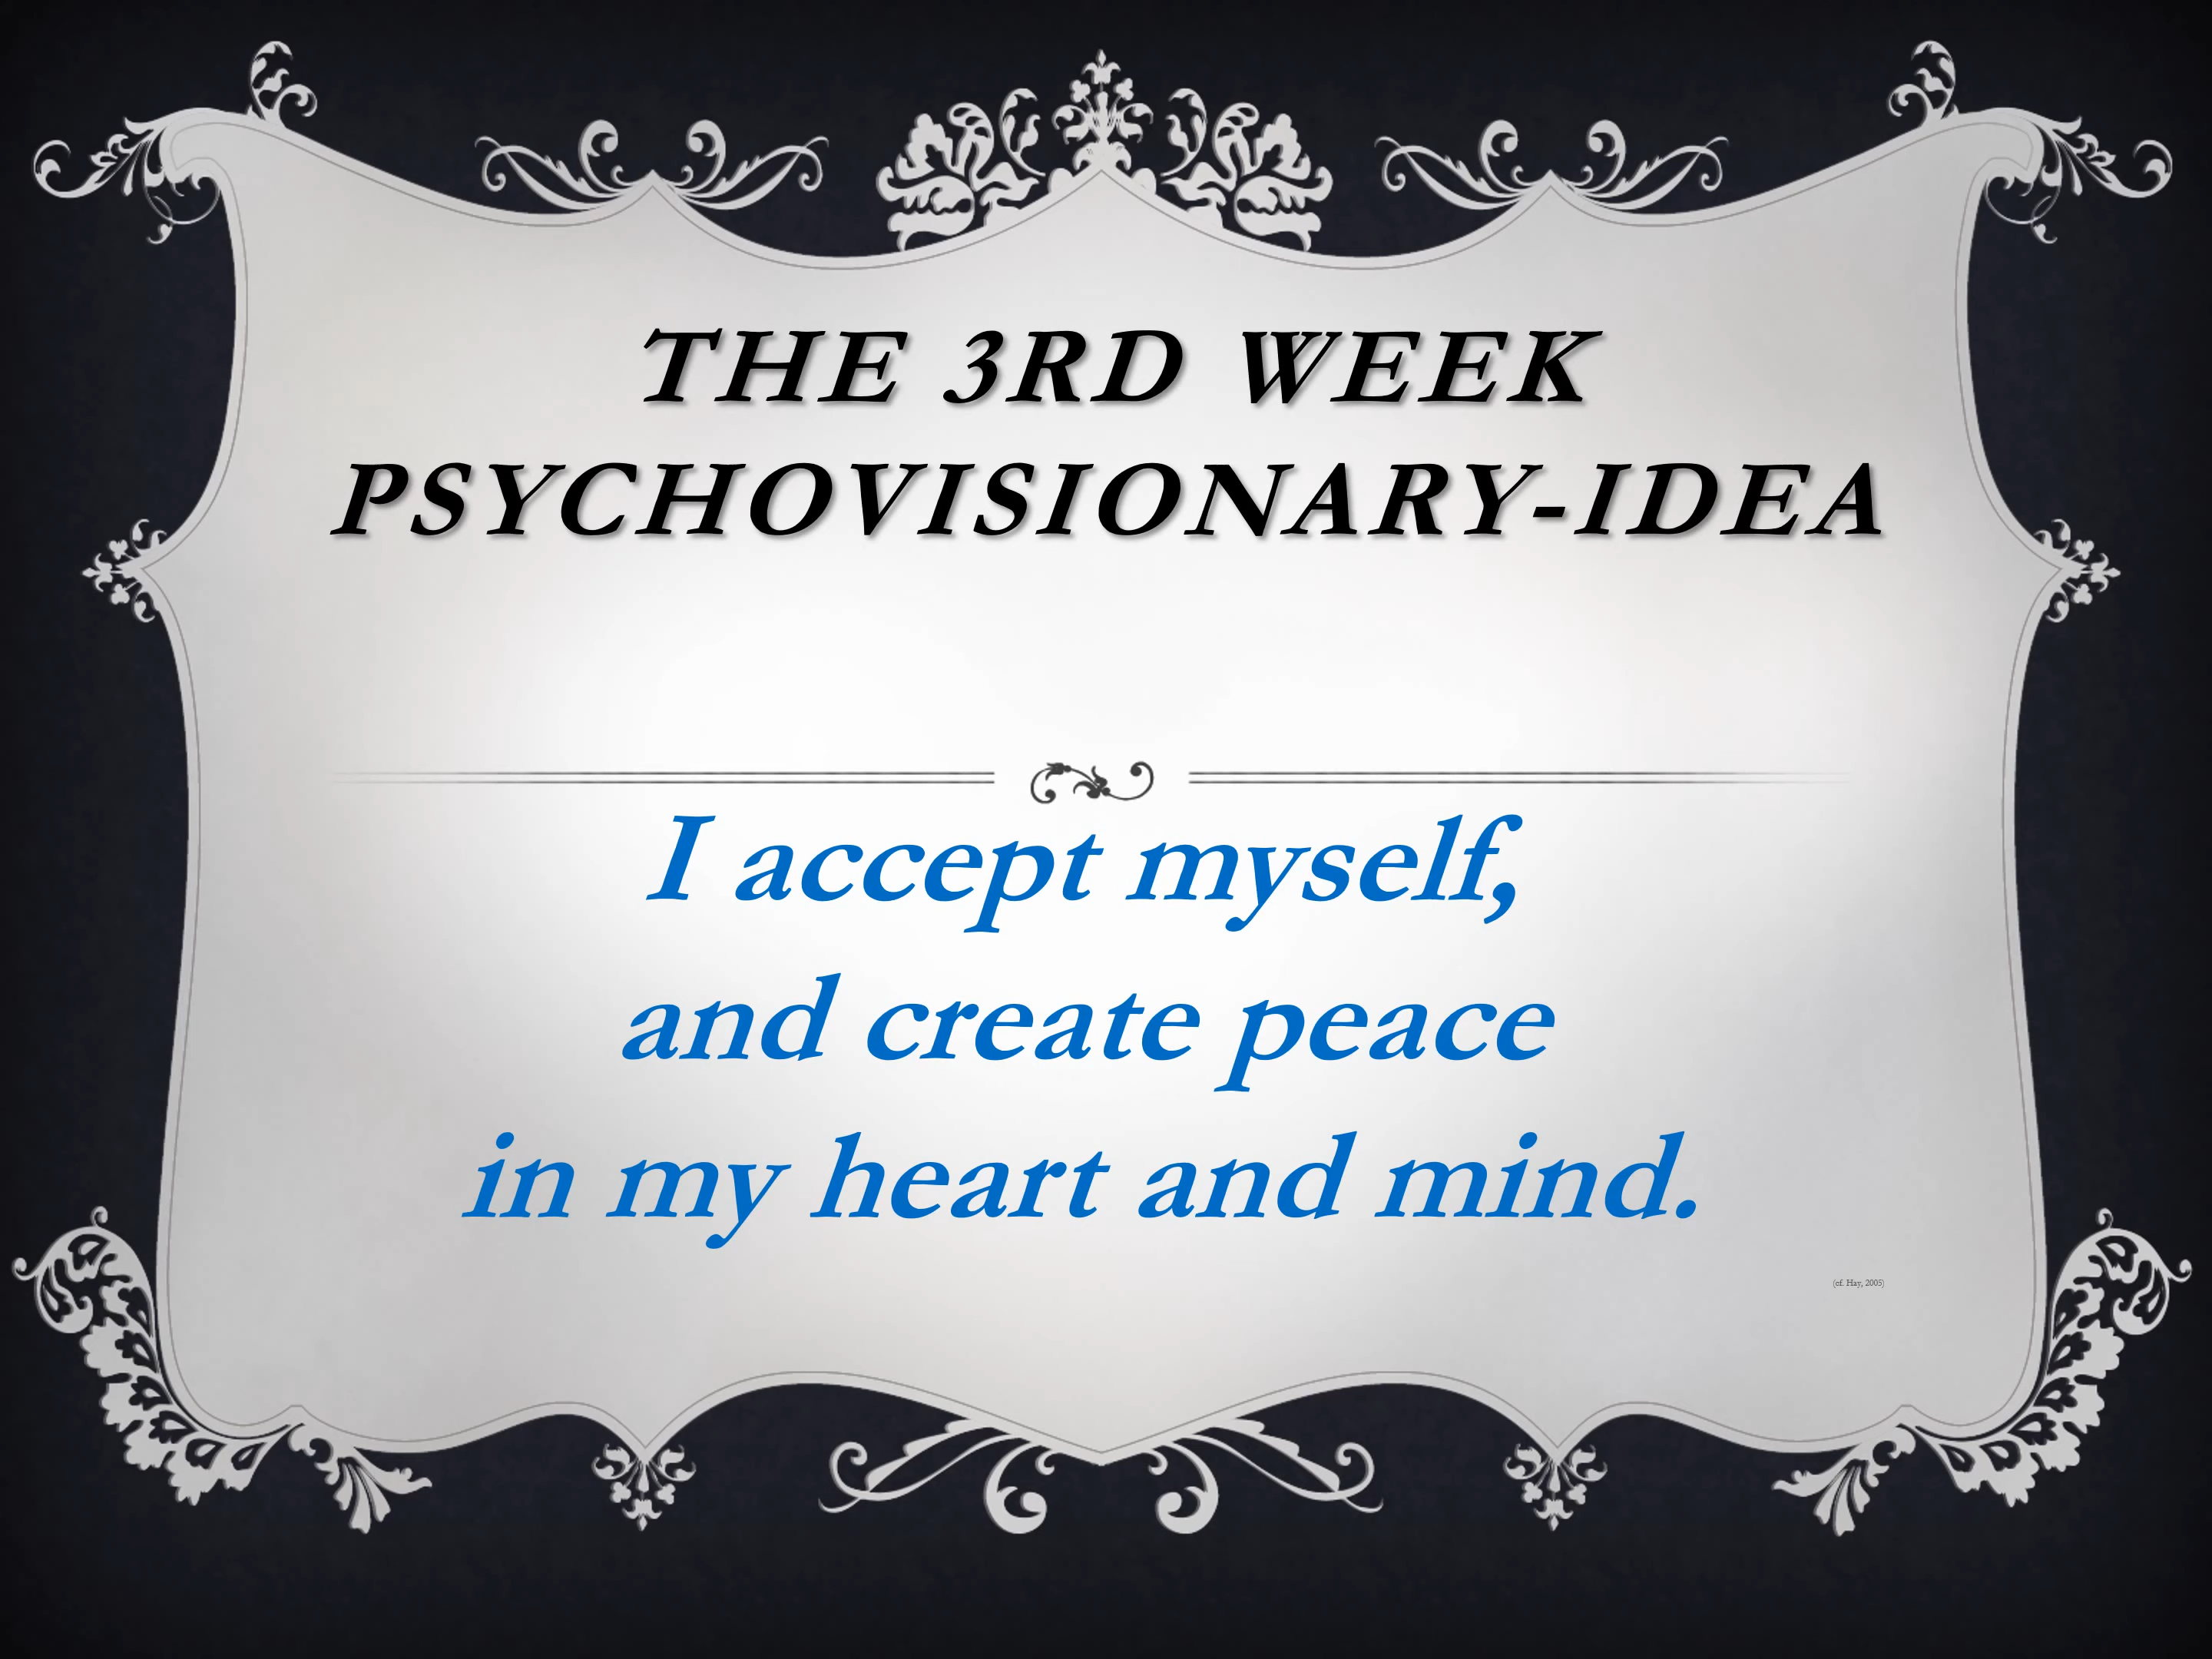 THE 3RD WEEK
PSYCHOVISIONARY-IDEA
I accept myself,
and create peace
in my heart and mind.
(cf. Hay, 2005)